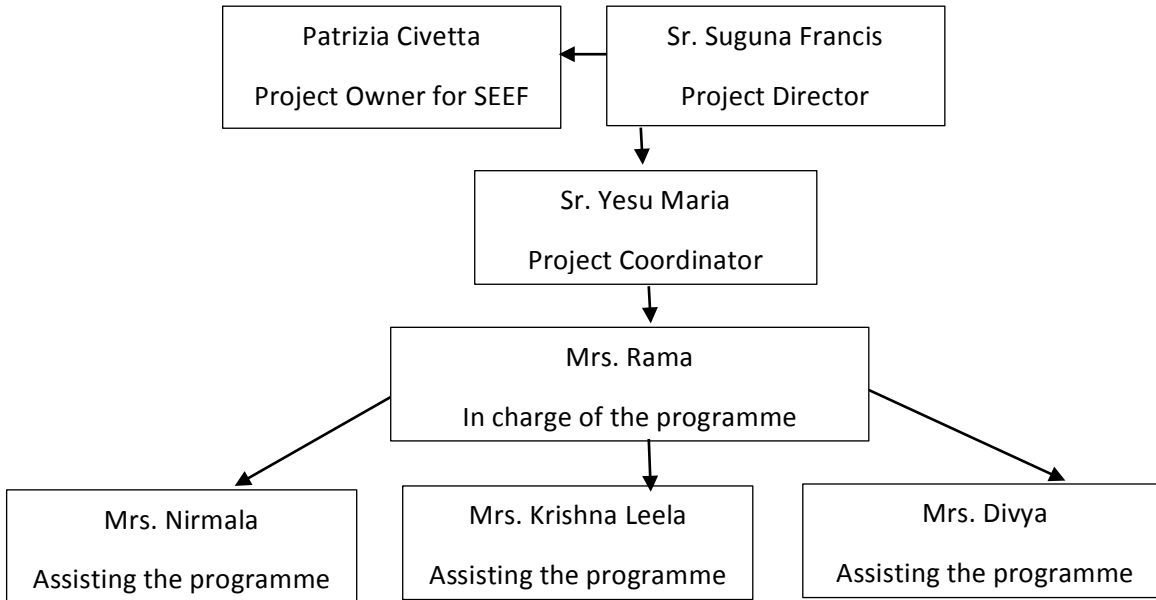 Patrizia Civetta
Project Owner for SEEF
Sr. Suguna Francis
Project Director
Sr. Yesu Maria
Project Coordinator
Mrs. Rama
In charge of the programme
Mrs. Nirmala
Assisting the programme
Mrs. Krishna Leela
Assisting the programme
Mrs. Divya
Assisting the programme